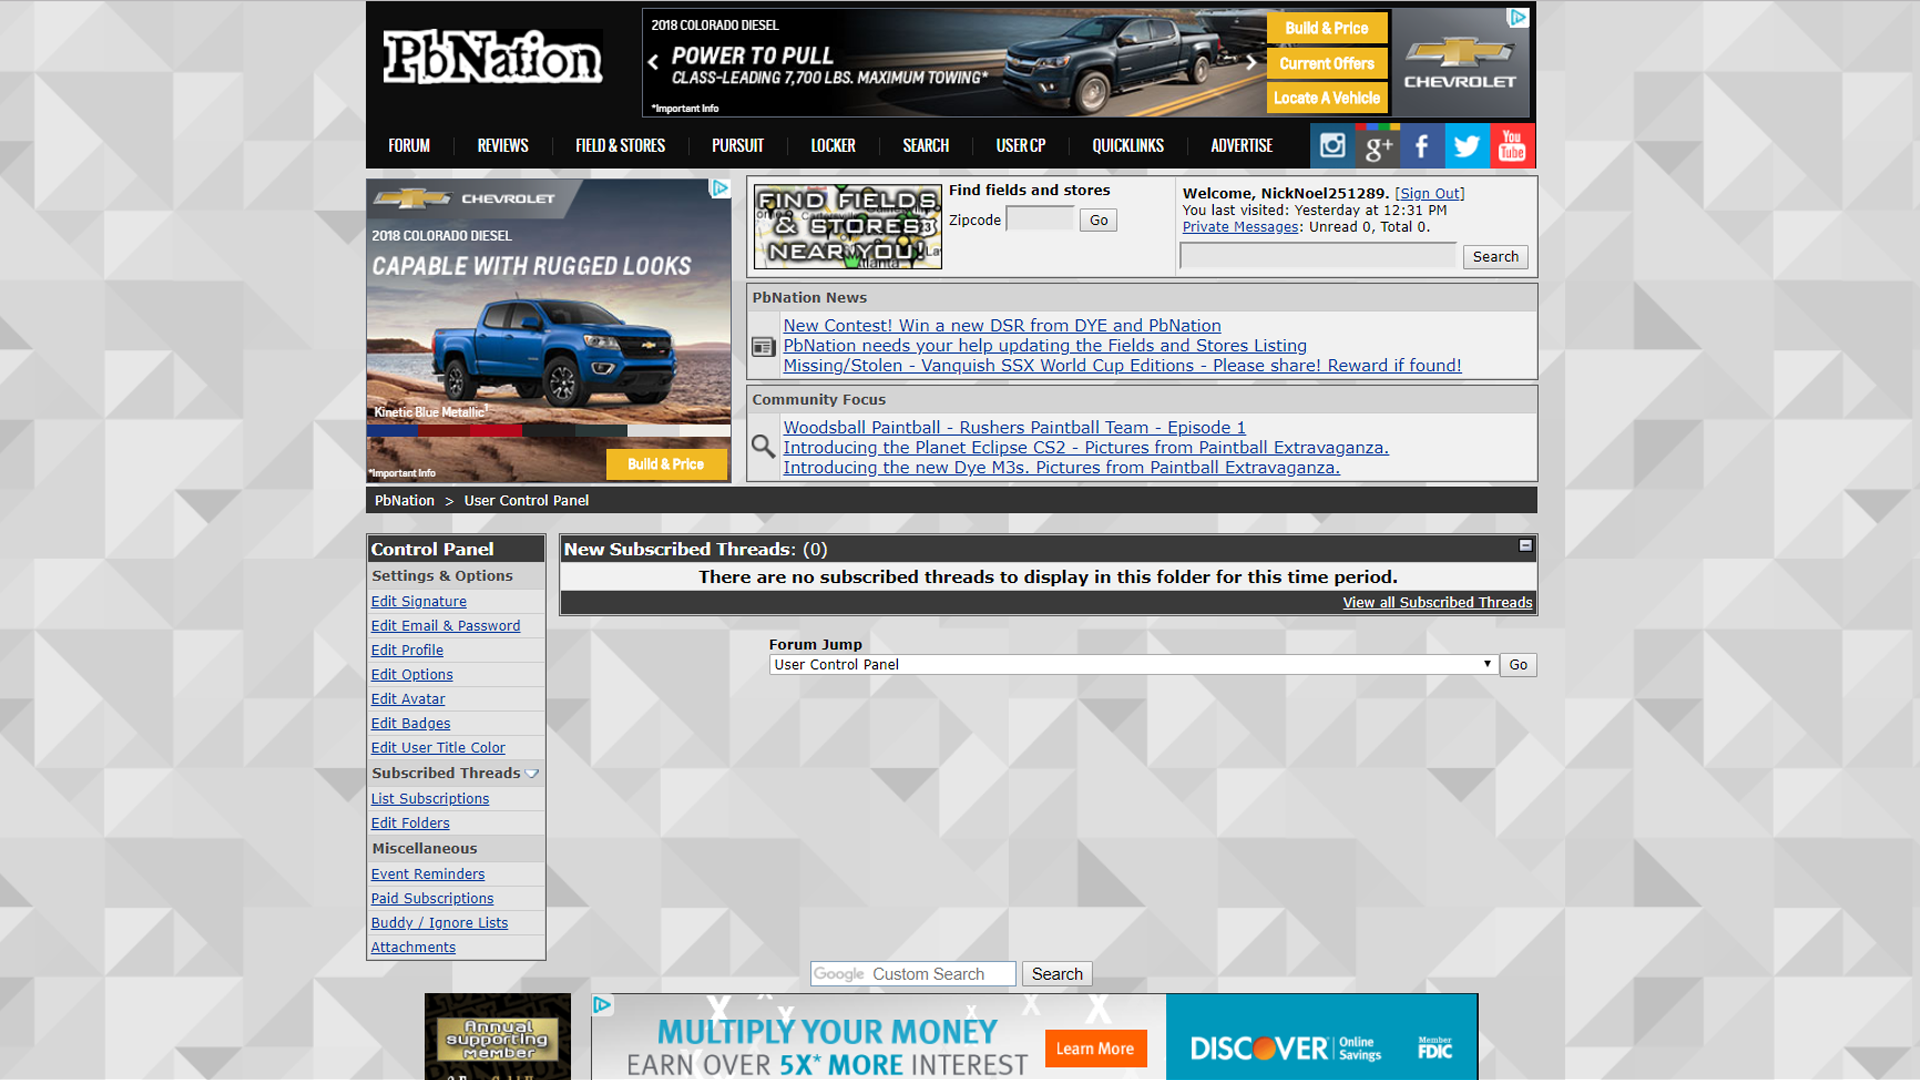 PbNation
2018 COLORADO DIESEL
POWER TO PULL
CLASS-LEADING 7,700 LBS. MAXIMUM TOWING*
*Important Info
Build & Price
Current Offers
Locate A Vehicle
CHEVROLET
FORUM
REVIEWS
FIELD & STORES
PURSUIT
LOCKER
SEARCH
USER CP
QUICKLINKS
ADVERTISE
g+
f
You
Tube
CHEVROLET
2018 COLORADO DIESEL
CAPABLE WITH RUGGED LOOKS
Kinetic Blue Metallic1
*Important Info
Build & Price
FIND FIELDS
& STORES
NEAR YOU!
Atlanta
Find fields and stores
Zipcode
Go
Welcome, NickNoel251289. [Sign Out]
You last visited: Yesterday at 12:31 PM
Private Messages: Unread 0, Total 0.
Search
PbNation News
New Contest! Win a new DSR from DYE and PbNation
PbNation needs your help updating the Fields and Stores Listing
Missing/Stolen - Vanquish SSX World Cup Editions - Please share! Reward if found!
Community Focus
Woodsball Paintball - Rushers Paintball Team - Episode 1
Introducing the Planet Eclipse CS2 - Pictures from Paintball Extravaganza.
Introducing the new Dye M3s. Pictures from Paintball Extravaganza.
PbNation > User Control Panel
Control Panel
Settings & Options
Edit Signature
Edit Email & Password
Edit Profile
Edit Options
Edit Avatar
Edit Badges
Edit User Title Color
Subscribed Threads
List Subscriptions
Edit Folders
Miscellaneous
Event Reminders
Paid Subscriptions
Buddy / Ignore Lists
Attachments
New Subscribed Threads: (0)
There are no subscribed threads to display in this folder for this time period.
View all Subscribed Threads
Forum Jump
User Control Panel
Go
Google Custom Search
Search
Annual
supporting
member
MULTIPLY YOUR MONEY
EARN OVER 5X* MORE INTEREST
Learn More
DISCOVER
Online
Savings
Member
FDIC